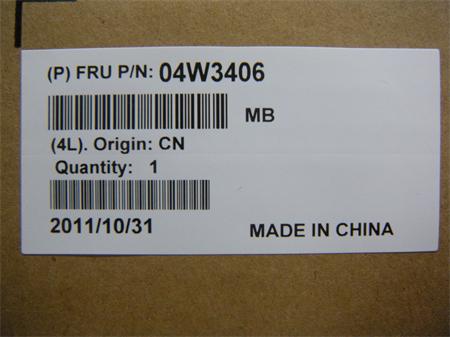 (P) FRU P/N: 04W3406
MB
(4L). Origin: CN
Quantity: 1
2011/10/31
MADE IN CHINA